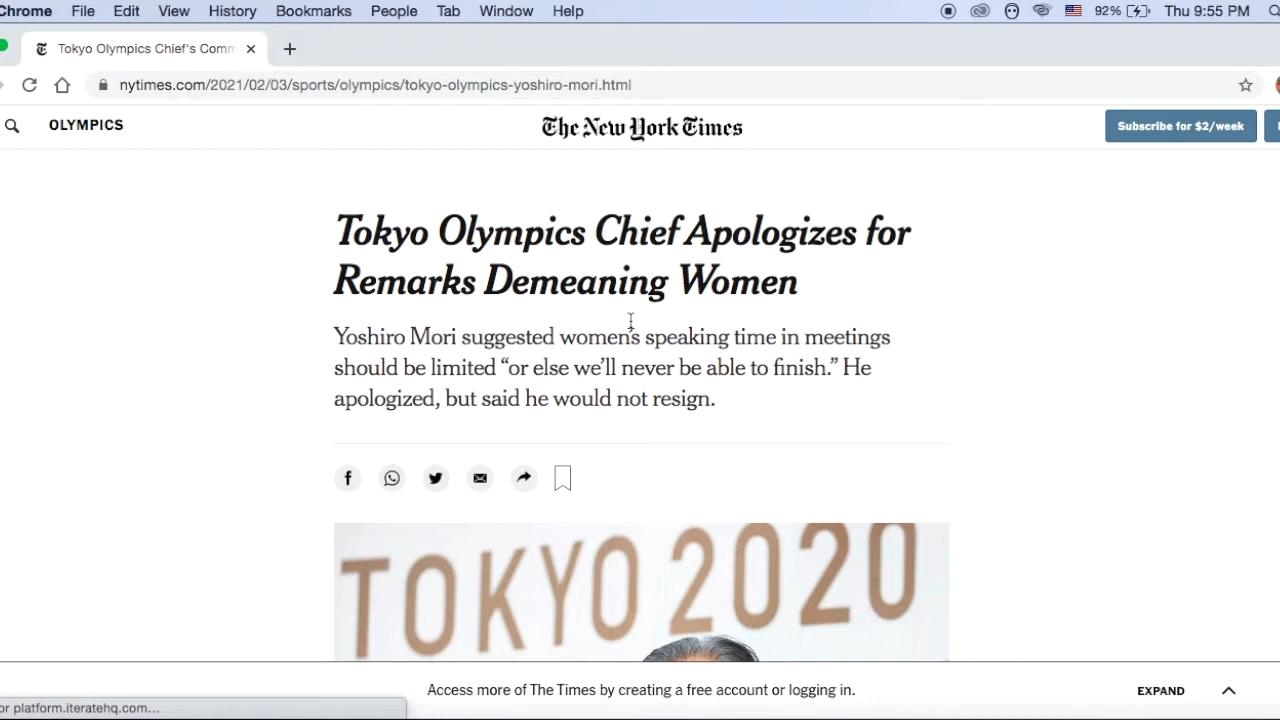 Chrome File Edit View History Bookmarks People Tab Window Help 92% Thu 9:55 PM
Tokyo Olympics Chief's Comm
nytimes.com/2021/02/03/sports/olympics/tokyo-olympics-yoshiro-mori.html
OLYMPICS The New York Times Subscribe for $2/week
Tokyo Olympics Chief Apologizes for
Remarks Demeaning Women
Yoshiro Mori suggested women's speaking time in meetings
should be limited “or else we’ll never be able to finish.” He
apologized, but said he would not resign.
TOKYO 2020
Access more of The Times by creating a free account or logging in. EXPAND
or platform.iteratehq.com...